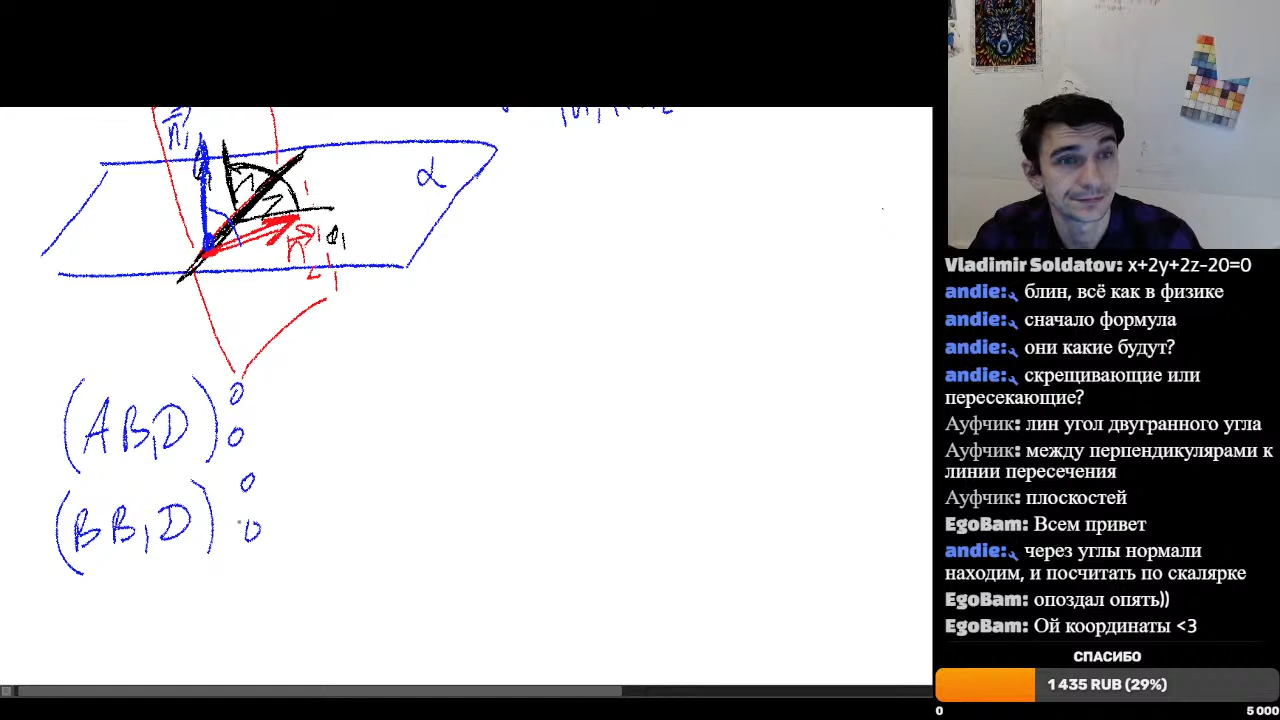 n₁
α
n₂
(AB₁D):
(BB₁D):
Vladimir Soldatov: x+2y+2z-20=0
andie: блин, всё как в физике
andie: сначало формула
andie: они какие будут?
andie: скрещивающие или
пересекающие?
Ауфчик: лин угол двугранного угла
Ауфчик: между перпендикулярами к
линии пересечения
Ауфчик: плоскостей
EgoBam: Всем привет
andie: через углы нормали
находим, и посчитать по скалярке
EgoBam: опоздал опять))
EgoBam: Ой координаты <3
СПАСИБО
1 435 RUB (29%)
0 5 000